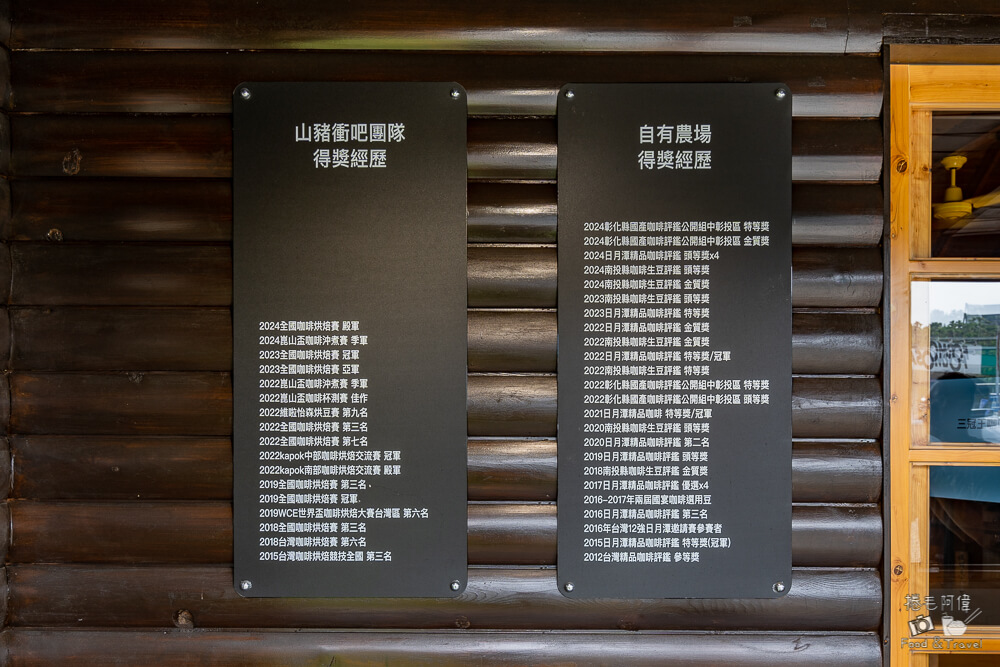 山豬衝吧團隊
得獎經歷
2024全國咖啡烘焙賽 殿軍
2024崑山盃咖啡沖煮賽 季軍
2023全國咖啡烘焙賽 冠軍
2023全國咖啡烘焙賽 亞軍
2022崑山盃咖啡沖煮賽 季軍
2022崑山盃咖啡杯測賽 佳作
2022維啦怡森烘豆賽 第九名
2022全國咖啡烘焙賽 第三名
2022全國咖啡烘焙賽 第七名
2022kapok中部咖啡烘焙交流賽 冠軍
2022kapok南部咖啡烘焙交流賽 殿軍
2019全國咖啡烘焙賽 第三名
2019全國咖啡烘焙賽 冠軍
2019WCE世界盃咖啡烘焙大賽台灣區 第六名
2018全國咖啡烘焙賽 第三名
2018台灣咖啡烘焙賽 第六名
2015台灣咖啡烘焙競技全國 第三名
自有農場
得獎經歷
2024彰化縣國產咖啡評鑑公開組中彰投區 特等獎
2024彰化縣國產咖啡評鑑公開組中彰投區 金質獎
2024日月潭精品咖啡評鑑 頭等獎x4
2024南投縣咖啡生豆評鑑 頭等獎
2024南投縣咖啡生豆評鑑 金質獎
2023南投縣咖啡生豆評鑑 頭等獎
2023日月潭精品咖啡評鑑 特等獎
2022日月潭精品咖啡評鑑 金質獎
2022南投縣咖啡生豆評鑑 金質獎
2022日月潭精品咖啡評鑑 特等獎/冠軍
2022南投縣咖啡生豆評鑑 特等獎
2022彰化縣國產咖啡評鑑公開組中彰投區 特等獎
2022彰化縣國產咖啡評鑑公開組中彰投區 頭等獎
2021日月潭精品咖啡 特等獎/冠軍
2020南投縣咖啡生豆評鑑 頭等獎
2020日月潭精品咖啡評鑑 第二名
2019日月潭精品咖啡評鑑 頭等獎
2018南投縣咖啡生豆評鑑 金質獎
2017日月潭精品咖啡評鑑 優選x4
2016-2017年兩屆國宴咖啡選用豆
2016日月潭精品咖啡評鑑 第三名
2016年台灣12強日月潭邀請賽參賽者
2015日月潭精品咖啡評鑑 特等獎(冠軍)
2012台灣精品咖啡評鑑 參等獎
捲毛阿偉
Food & Travel